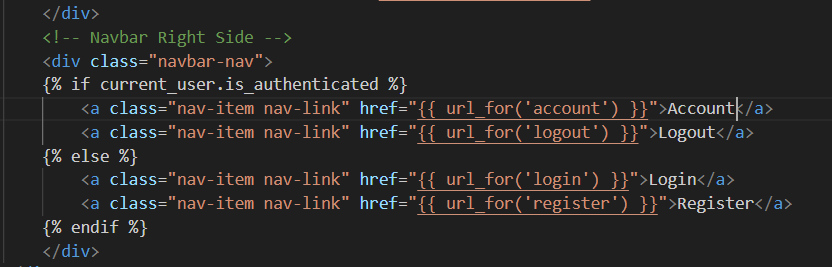 </div>
<!-- Navbar Right Side -->
<div class="navbar-nav">
{% if current_user.is_authenticated %}
<a class="nav-item nav-link" href="{{ url_for('account') }}">Account</a>
<a class="nav-item nav-link" href="{{ url_for('logout') }}">Logout</a>
{% else %}
<a class="nav-item nav-link" href="{{ url_for('login') }}">Login</a>
<a class="nav-item nav-link" href="{{ url_for('register') }}">Register</a>
{% endif %}
</div>